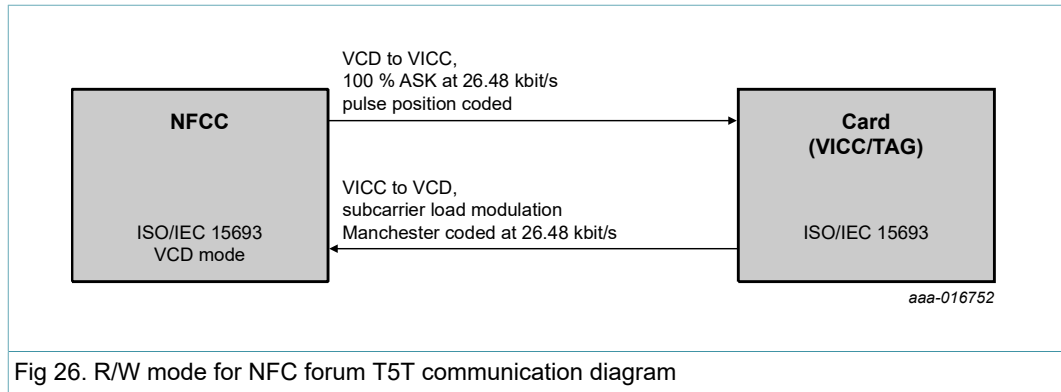 VCD to VICC,
100 % ASK at 26.48 kbit/s
pulse position coded
NFCC
Card
(VICC/TAG)
VICC to VCD,
subcarrier load modulation
Manchester coded at 26.48 kbit/s
ISO/IEC 15693
VCD mode
ISO/IEC 15693
aaa-016752
Fig 26. R/W mode for NFC forum T5T communication diagram